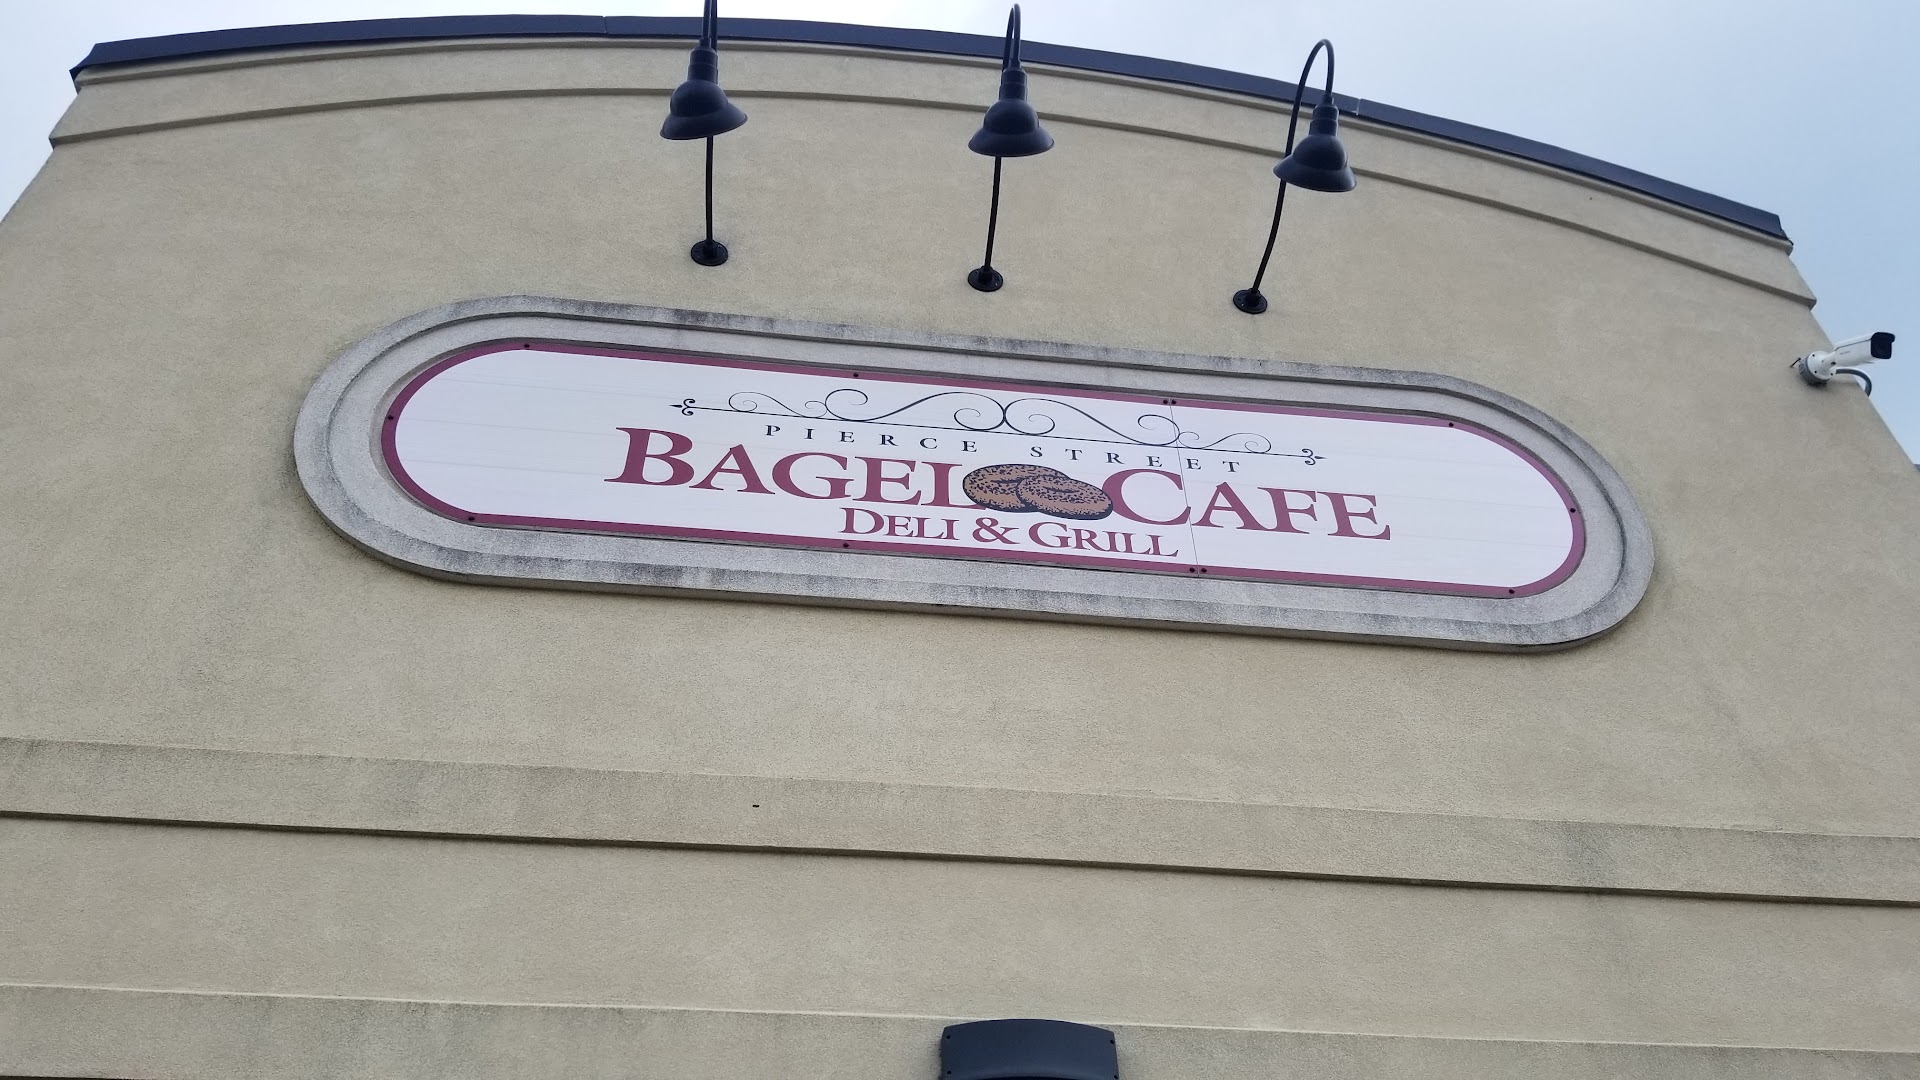 PIERCE STREET
BAGEL CAFE
DELI & GRILL